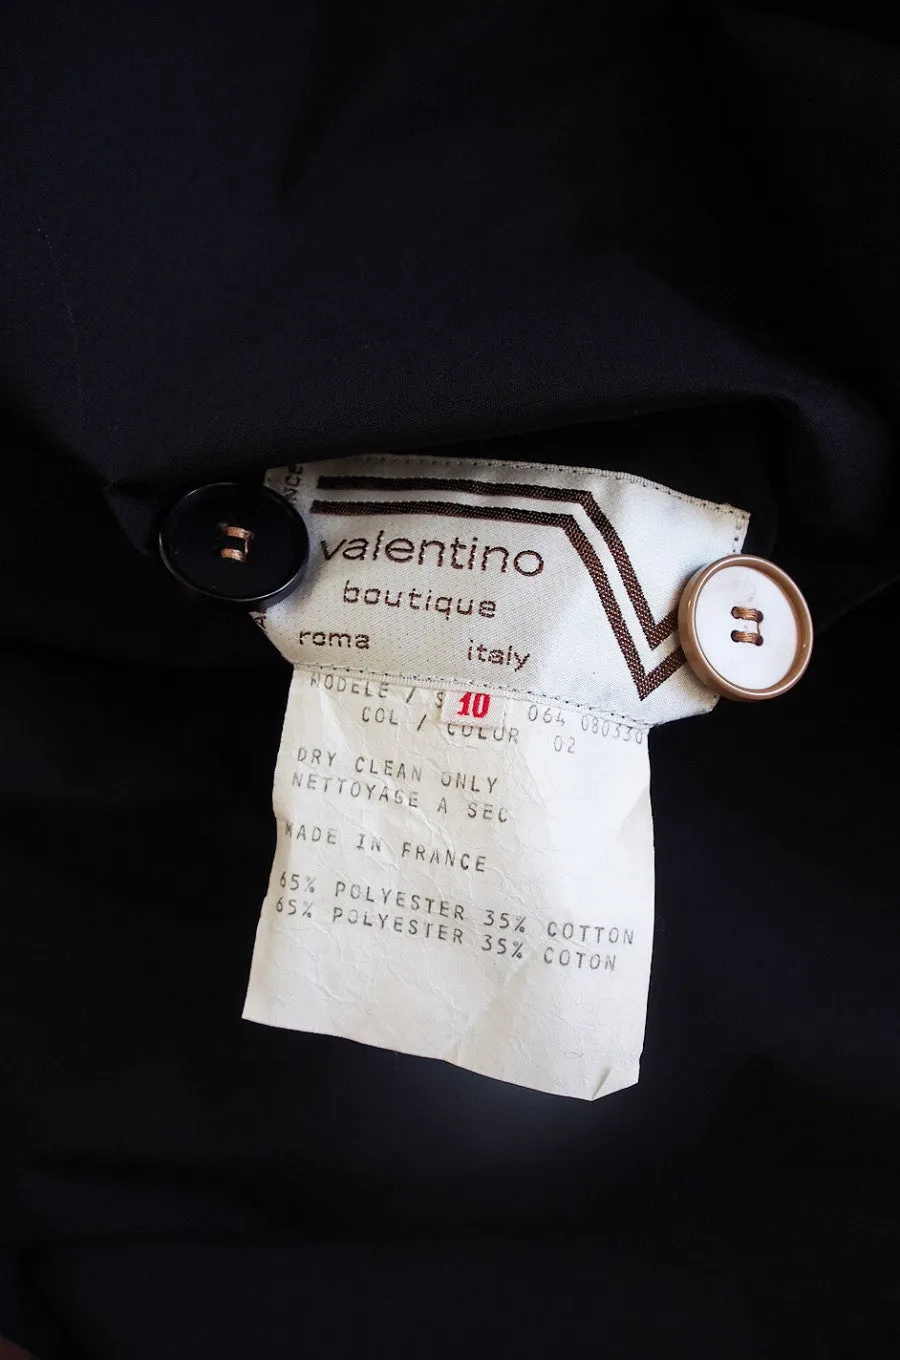 valentino
boutique
roma italy
10
MODELE / S 064 080330
COL / COLOR 02
DRY CLEAN ONLY
NETTOYAGE A SEC
MADE IN FRANCE
65% POLYESTER 35% COTTON
65% POLYESTER 35% COTON